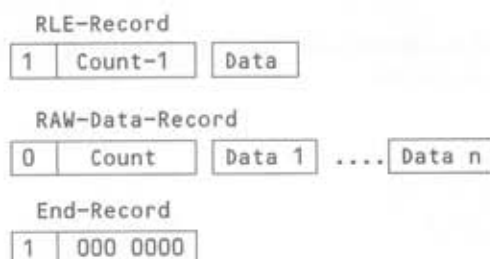 RLE-Record
1 Count-1 Data
RAW-Data-Record
0 Count Data 1 .... Data n
End-Record
1 000 0000